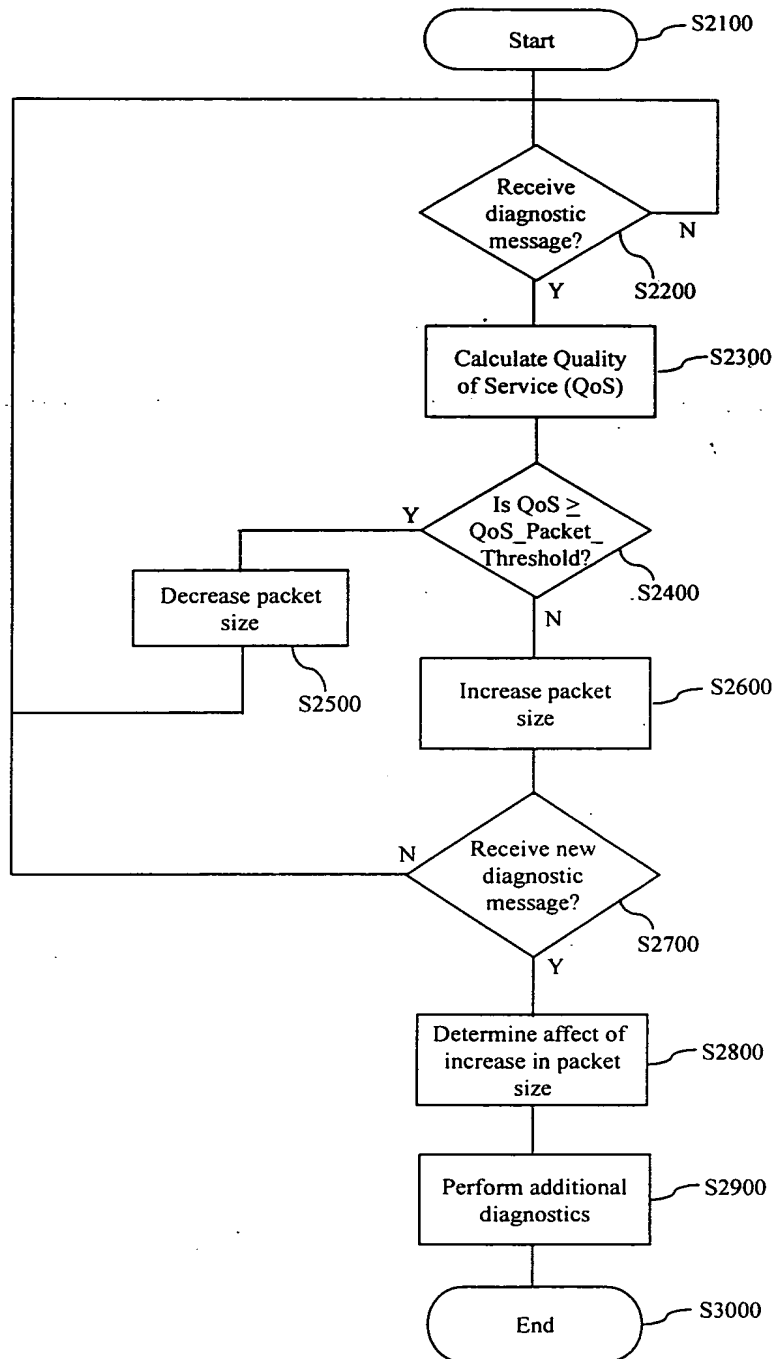 Start
S2100
Receive
diagnostic
message?
N
S2200
Y
Calculate Quality
of Service (QoS)
S2300
Is QoS ≥
QoS_Packet_
Threshold?
Y
S2400
N
Decrease packet
size
S2500
Increase packet
size
S2600
Receive new
diagnostic
message?
N
S2700
Y
Determine affect of
increase in packet
size
S2800
Perform additional
diagnostics
S2900
End
S3000